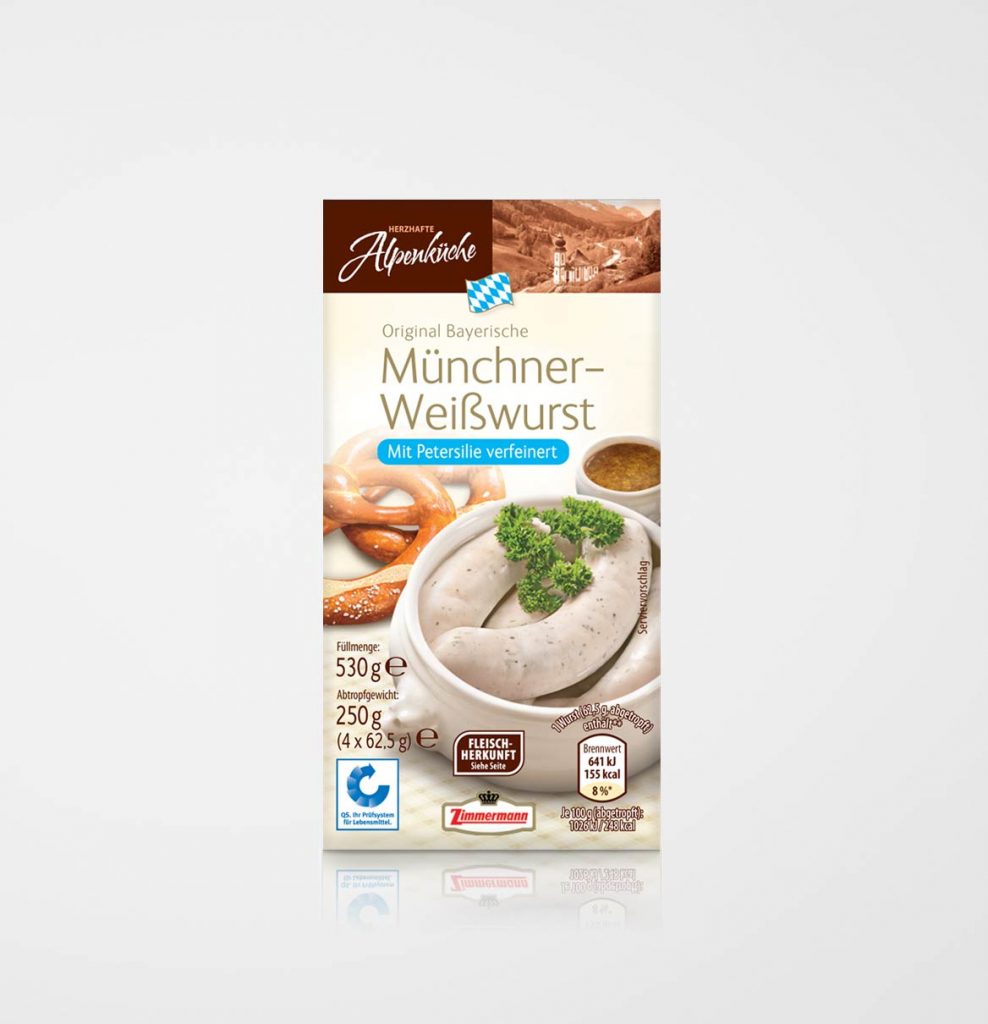 HERZHAFTE
Alpenküche
Original Bayerische
Münchner-
Weißwurst
Mit Petersilie verfeinert
Serviervorschlag
Füllmenge:
530 g ℮
Abtropfgewicht:
250 g
(4 x 62,5 g) ℮
FLEISCH-
HERKUNFT
Siehe Seite
1 Wurst (62,5 g, abgetropft)
enthält**
Brennwert
641 kJ
155 kcal
8 %*
Je 100 g (abgetropft):
1026 kJ / 248 kcal
QS. Ihr Prüfsystem
für Lebensmittel.
Zimmermann